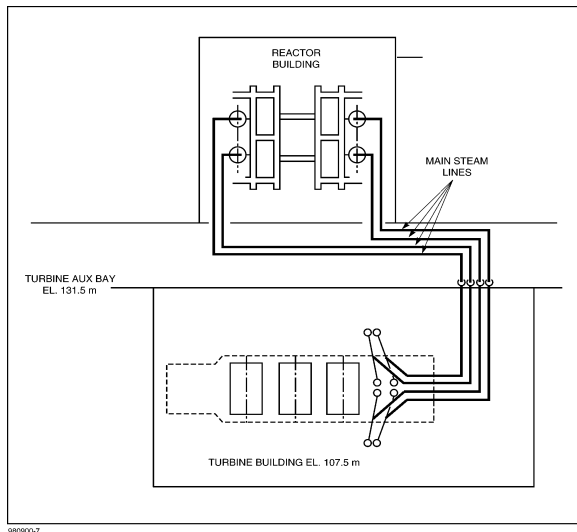 REACTOR
BUILDING
MAIN STEAM
LINES
TURBINE AUX BAY
EL. 131.5 m
TURBINE BUILDING EL. 107.5 m
980900-7